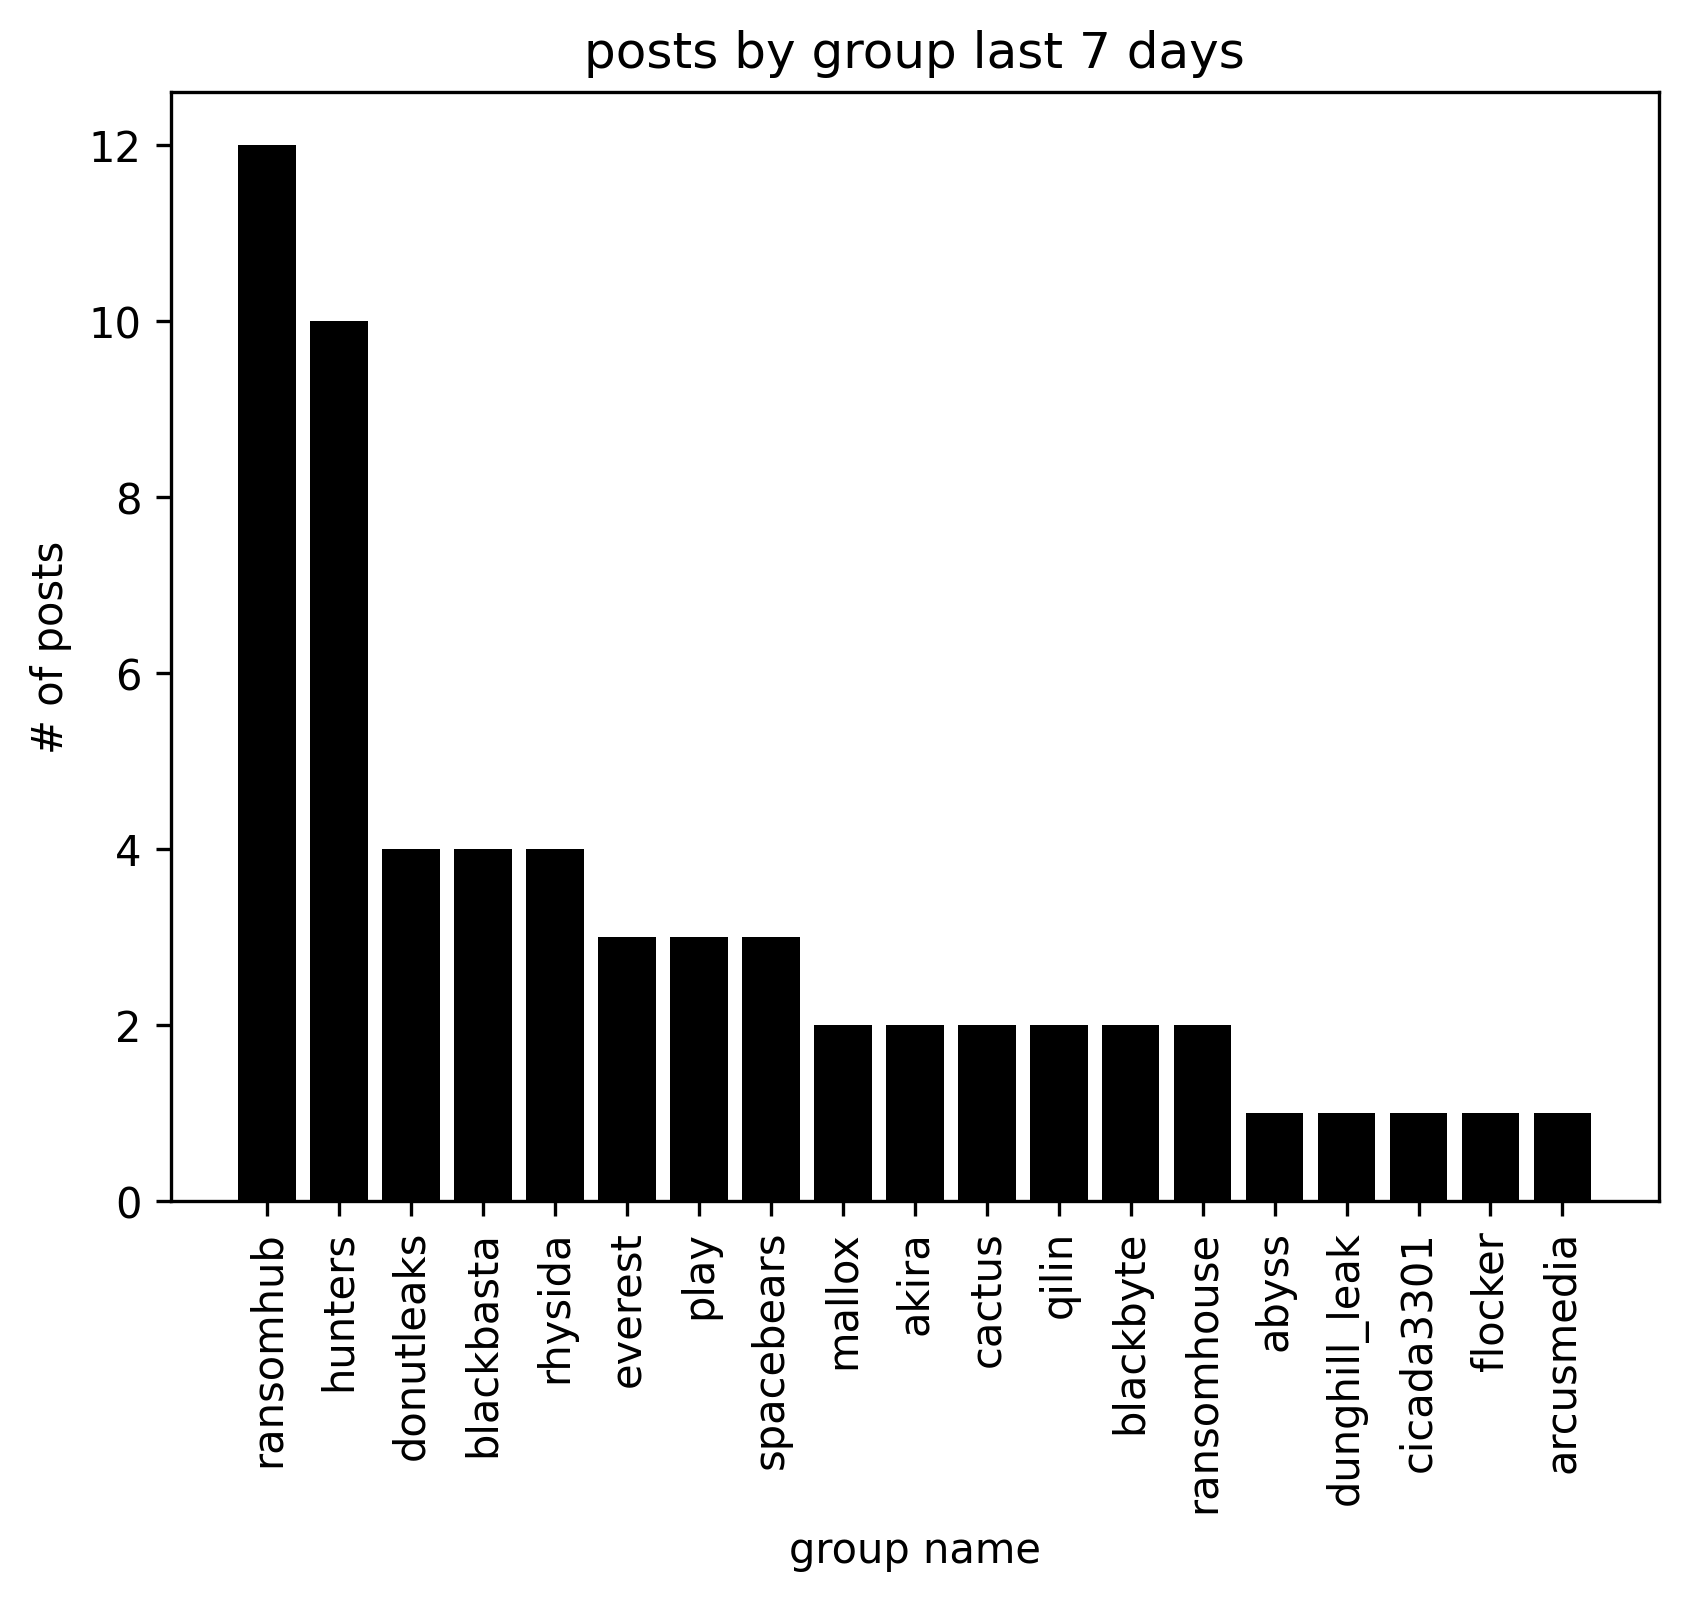 posts by group last 7 days
12
10
8
6
4
2
0
# of posts
ransomhub
hunters
donutleaks
blackbasta
rhysida
everest
play
spacebears
mallox
akira
cactus
qilin
blackbyte
ransomhouse
abyss
dunghill_leak
cicada3301
flocker
arcusmedia
group name